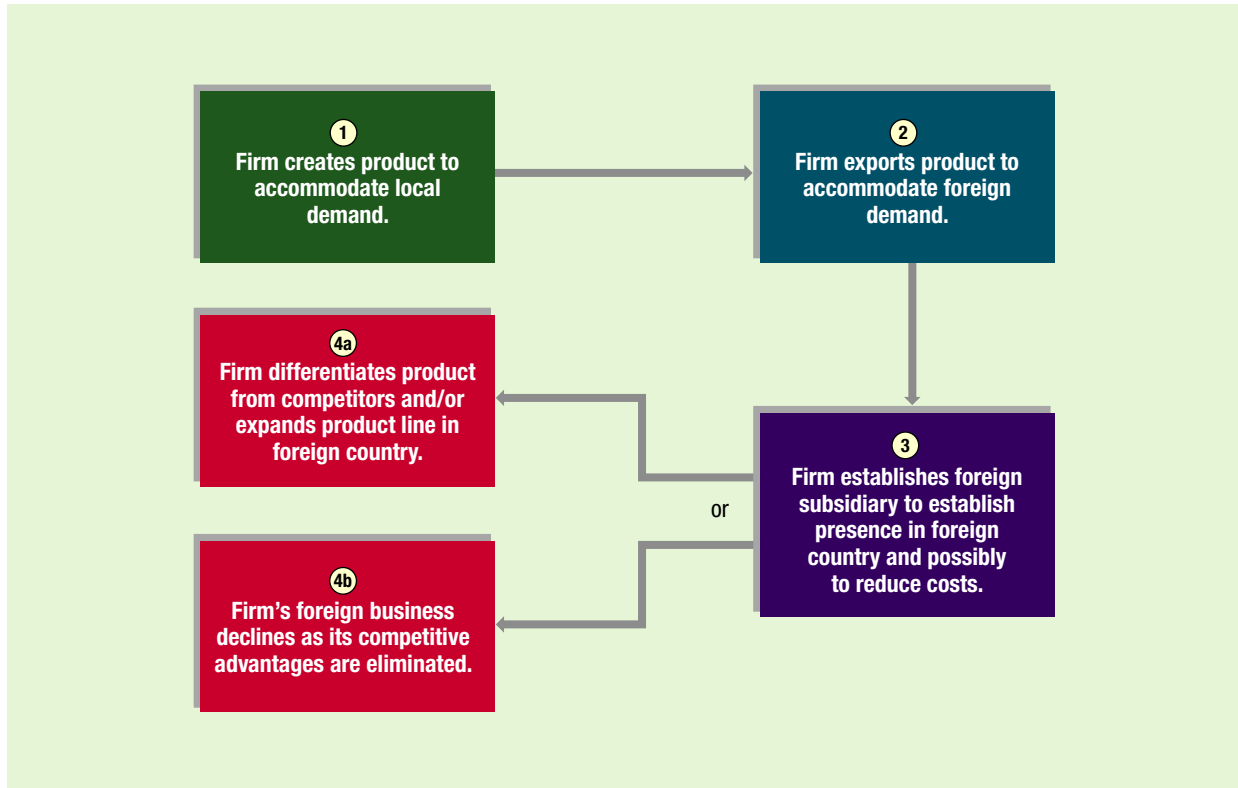 1
Firm creates product to
accommodate local
demand.
2
Firm exports product to
accommodate foreign
demand.
3
Firm establishes foreign
subsidiary to establish
presence in foreign
country and possibly
to reduce costs.
or
4a
Firm differentiates product
from competitors and/or
expands product line in
foreign country.
4b
Firm’s foreign business
declines as its competitive
advantages are eliminated.